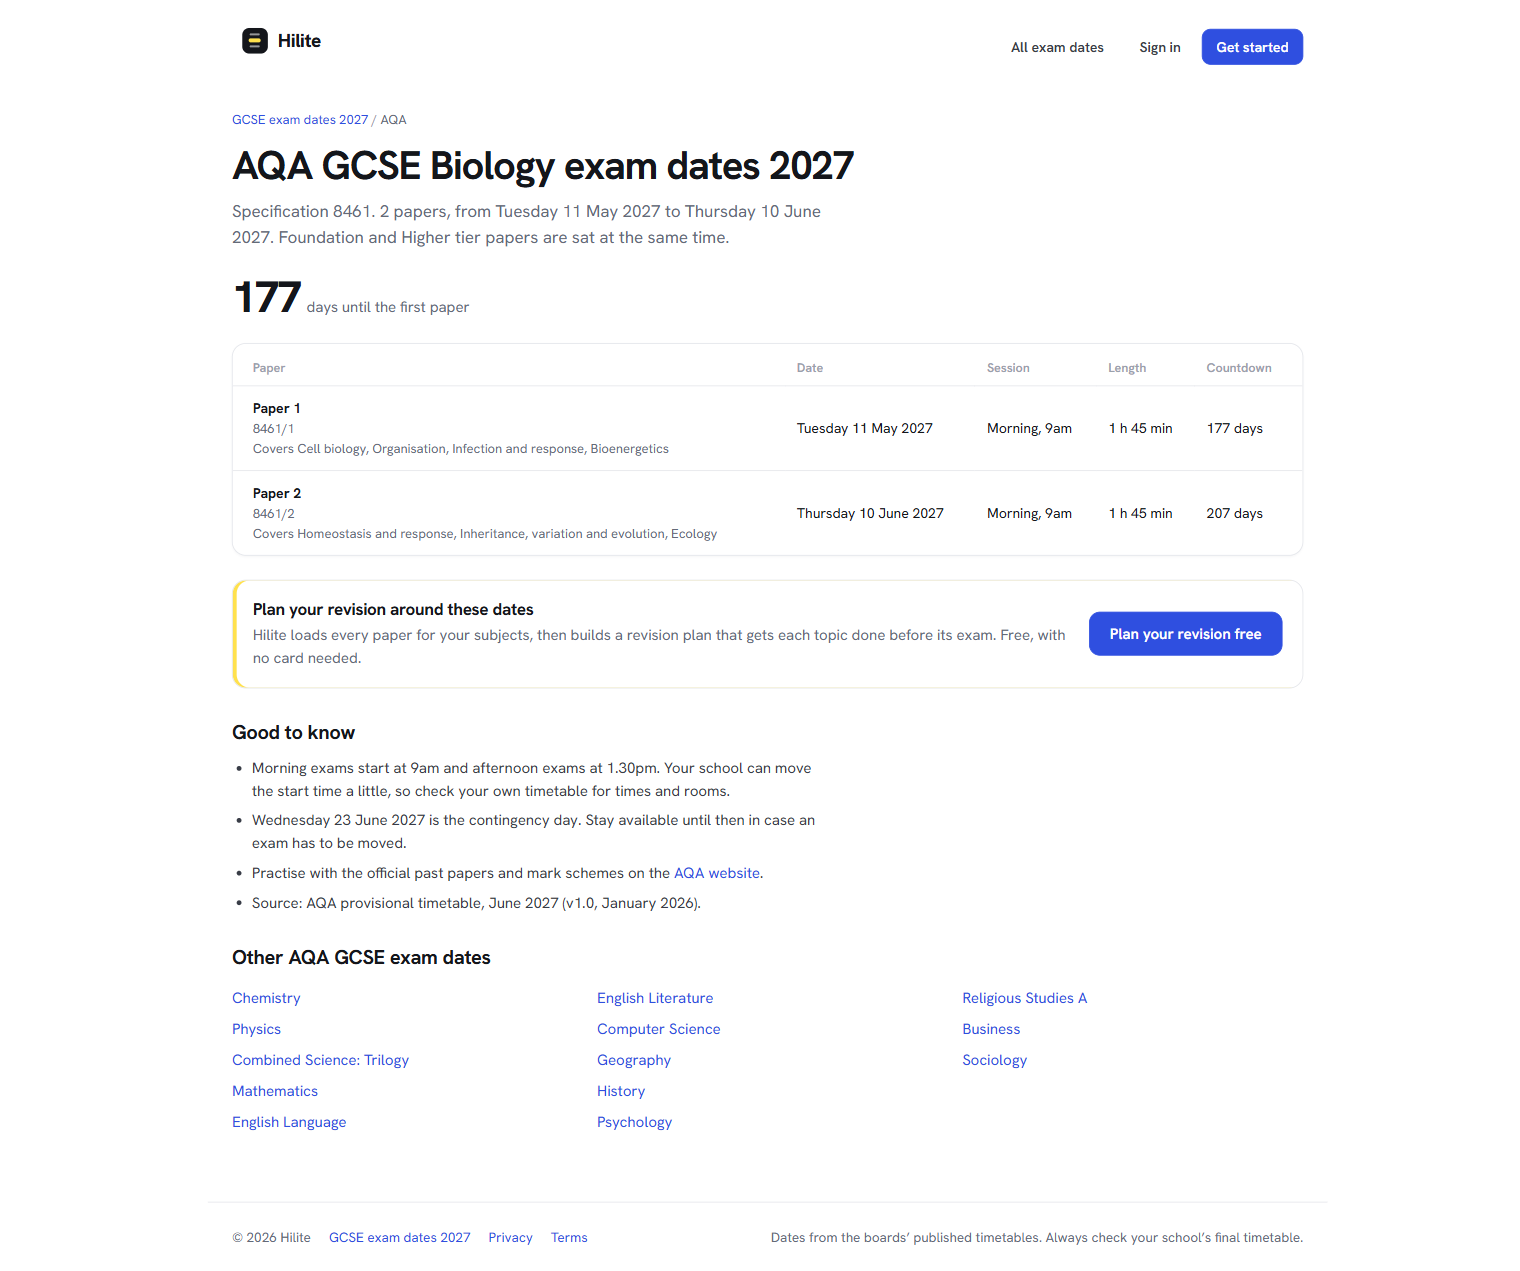 Hilite
All exam dates
Sign in
Get started
GCSE exam dates 2027 / AQA
AQA GCSE Biology exam dates 2027
Specification 8461. 2 papers, from Tuesday 11 May 2027 to Thursday 10 June
2027. Foundation and Higher tier papers are sat at the same time.
177 days until the first paper
Paper Date Session Length Countdown
Paper 1
8461/1
Covers Cell biology, Organisation, Infection and response, Bioenergetics
Tuesday 11 May 2027 Morning, 9am 1 h 45 min 177 days
Paper 2
8461/2
Covers Homeostasis and response, Inheritance, variation and evolution, Ecology
Thursday 10 June 2027 Morning, 9am 1 h 45 min 207 days
Plan your revision around these dates
Hilite loads every paper for your subjects, then builds a revision plan that gets each topic done before its exam. Free, with
no card needed.
Plan your revision free
Good to know
• Morning exams start at 9am and afternoon exams at 1.30pm. Your school can move
the start time a little, so check your own timetable for times and rooms.
• Wednesday 23 June 2027 is the contingency day. Stay available until then in case an
exam has to be moved.
• Practise with the official past papers and mark schemes on the AQA website.
• Source: AQA provisional timetable, June 2027 (v1.0, January 2026).
Other AQA GCSE exam dates
Chemistry
Physics
Combined Science: Trilogy
Mathematics
English Language
English Literature
Computer Science
Geography
History
Psychology
Religious Studies A
Business
Sociology
© 2026 Hilite GCSE exam dates 2027 Privacy Terms
Dates from the boards’ published timetables. Always check your school’s final timetable.